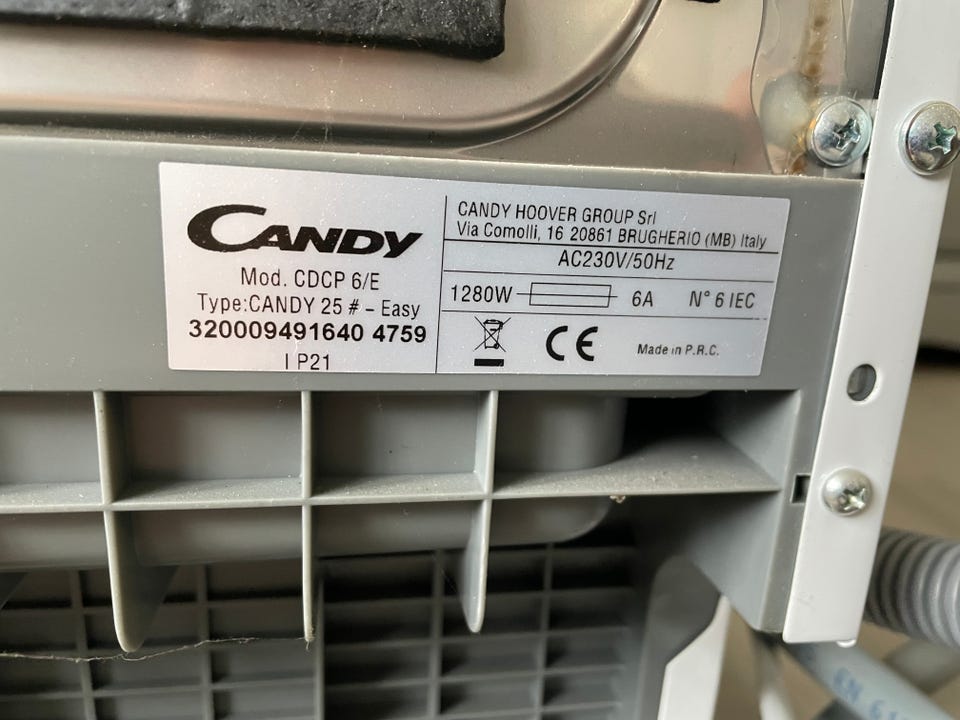 CANDY
Mod. CDCP 6/E
Type:CANDY 25 # - Easy
320009491640 4759
I P21
CANDY HOOVER GROUP Srl
Via Comolli, 16 20861 BRUGHERIO (MB) Italy
AC230V/50Hz
1280W 6A N° 6 IEC
CE Made in P.R.C.
EN